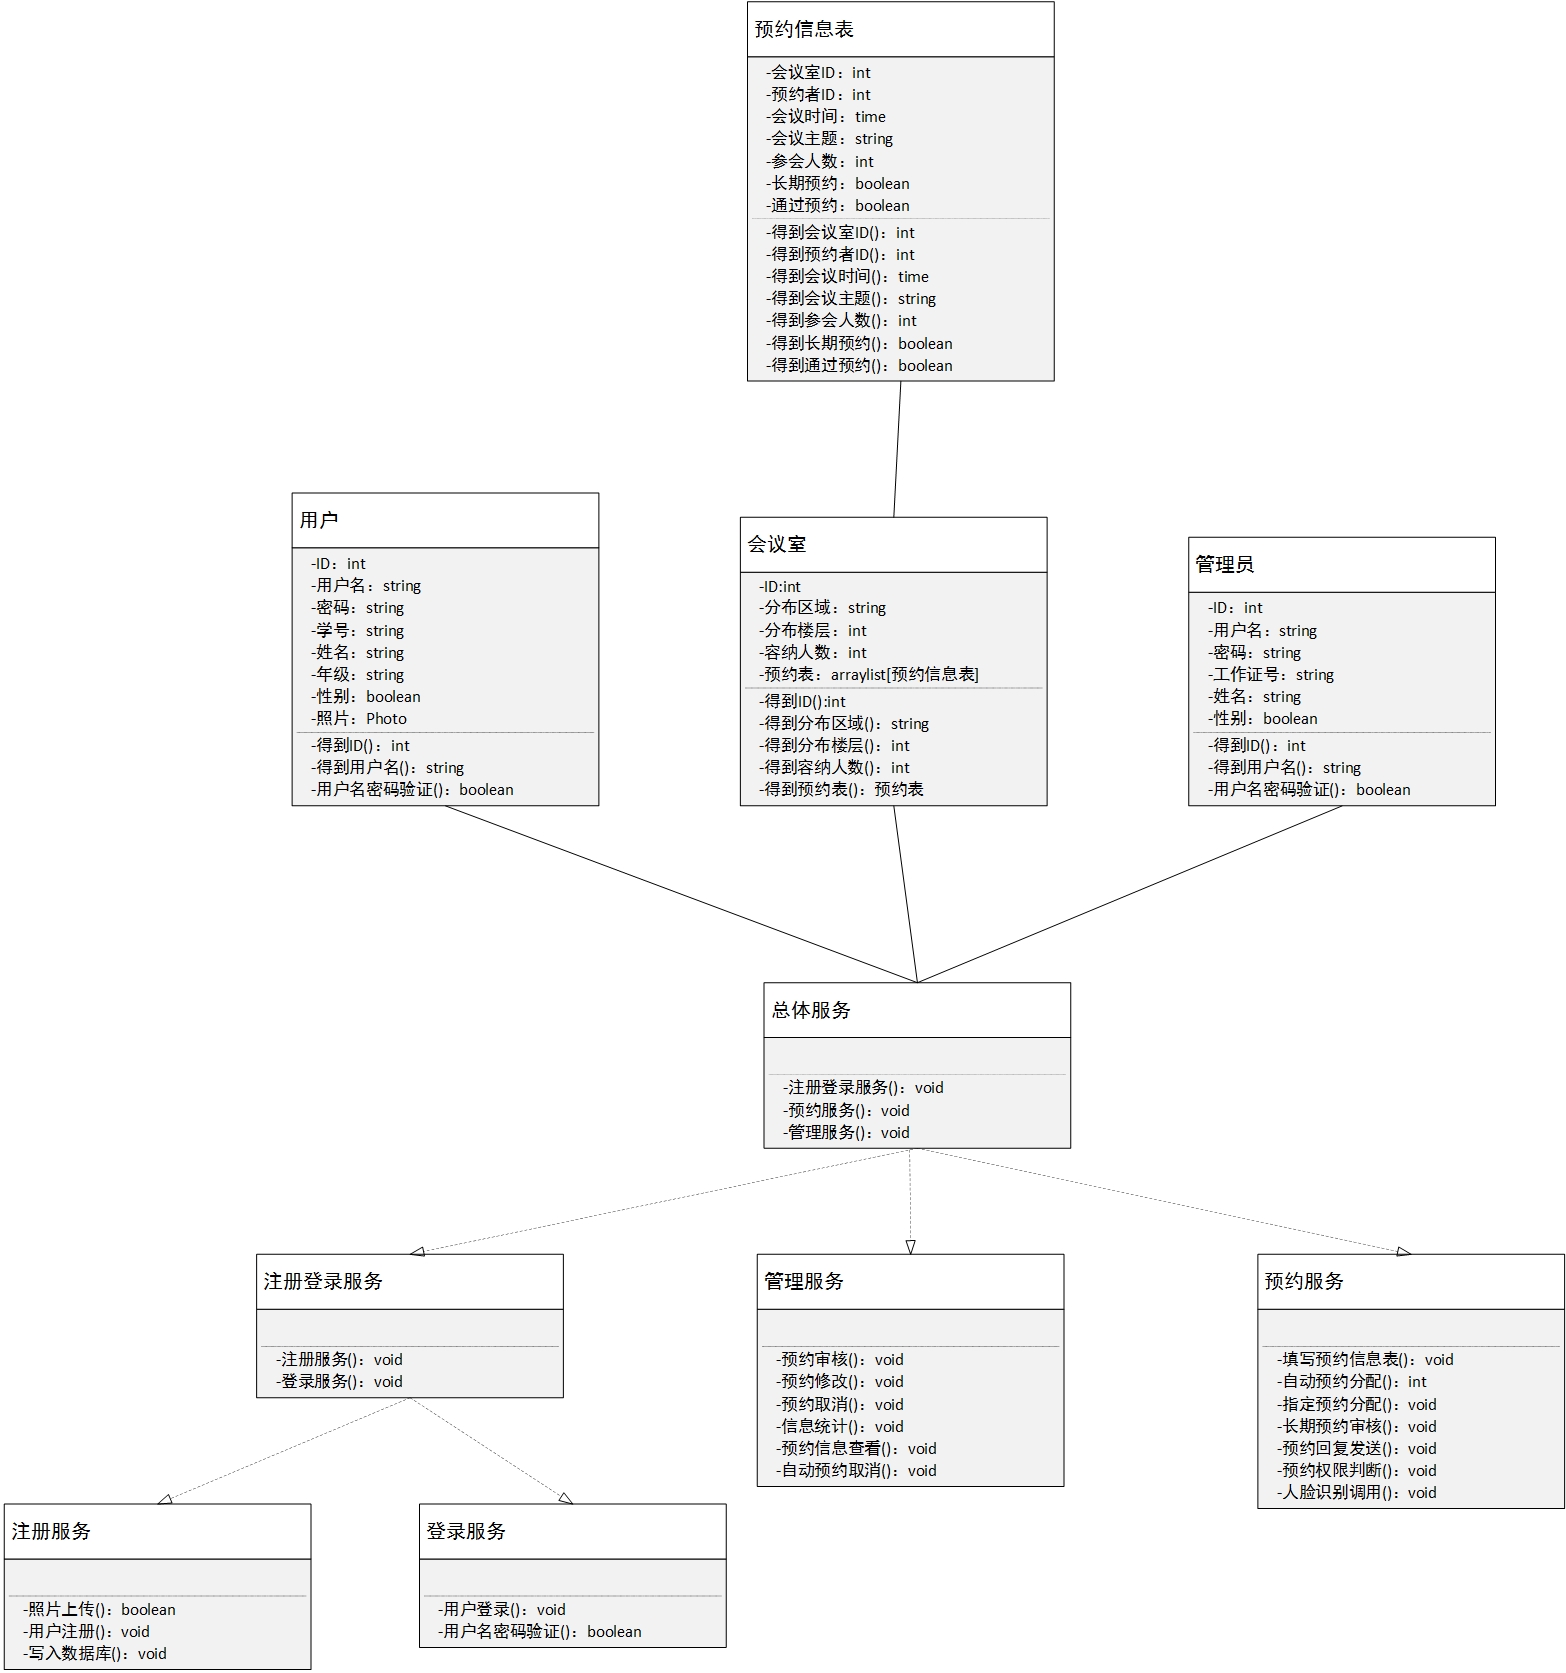 预约信息表
-会议室ID：int
-预约者ID：int
-会议时间：time
-会议主题：string
-参会人数：int
-长期预约：boolean
-通过预约：boolean
-得到会议室ID()：int
-得到预约者ID()：int
-得到会议时间()：time
-得到会议主题()：string
-得到参会人数()：int
-得到长期预约()：boolean
-得到通过预约()：boolean
用户
-ID：int
-用户名：string
-密码：string
-学号：string
-姓名：string
-年级：string
-性别：boolean
-照片：Photo
-得到ID()：int
-得到用户名()：string
-用户名密码验证()：boolean
会议室
-ID:int
-分布区域：string
-分布楼层：int
-容纳人数：int
-预约表：arraylist[预约信息表]
-得到ID():int
-得到分布区域()：string
-得到分布楼层()：int
-得到容纳人数()：int
-得到预约表()：预约表
管理员
-ID：int
-用户名：string
-密码：string
-工作证号：string
-姓名：string
-性别：boolean
-得到ID()：int
-得到用户名()：string
-用户名密码验证()：boolean
总体服务
-注册登录服务()：void
-预约服务()：void
-管理服务()：void
注册登录服务
-注册服务()：void
-登录服务()：void
管理服务
-预约审核()：void
-预约修改()：void
-预约取消()：void
-信息统计()：void
-预约信息查看()：void
-自动预约取消()：void
预约服务
-填写预约信息表()：void
-自动预约分配()：int
-指定预约分配()：void
-长期预约审核()：void
-预约回复发送()：void
-预约权限判断()：void
-人脸识别调用()：void
注册服务
-照片上传()：boolean
-用户注册()：void
-写入数据库()：void
登录服务
-用户登录()：void
-用户名密码验证()：boolean